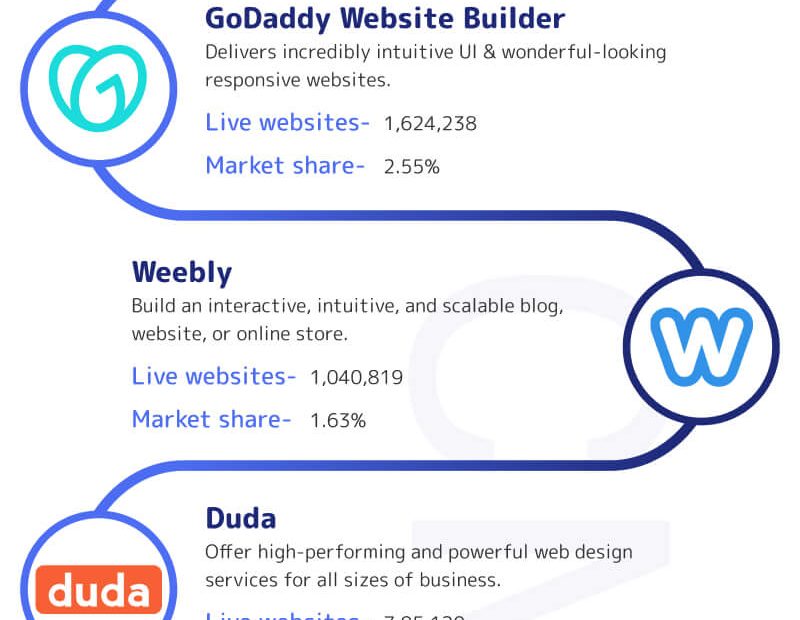 GoDaddy Website Builder
Delivers incredibly intuitive UI & wonderful-looking
responsive websites.
Live websites- 1,624,238
Market share- 2.55%
Weebly
Build an interactive, intuitive, and scalable blog,
website, or online store.
Live websites- 1,040,819
Market share- 1.63%
W
Duda
Offer high-performing and powerful web design
services for all sizes of business.
duda
Live websites-